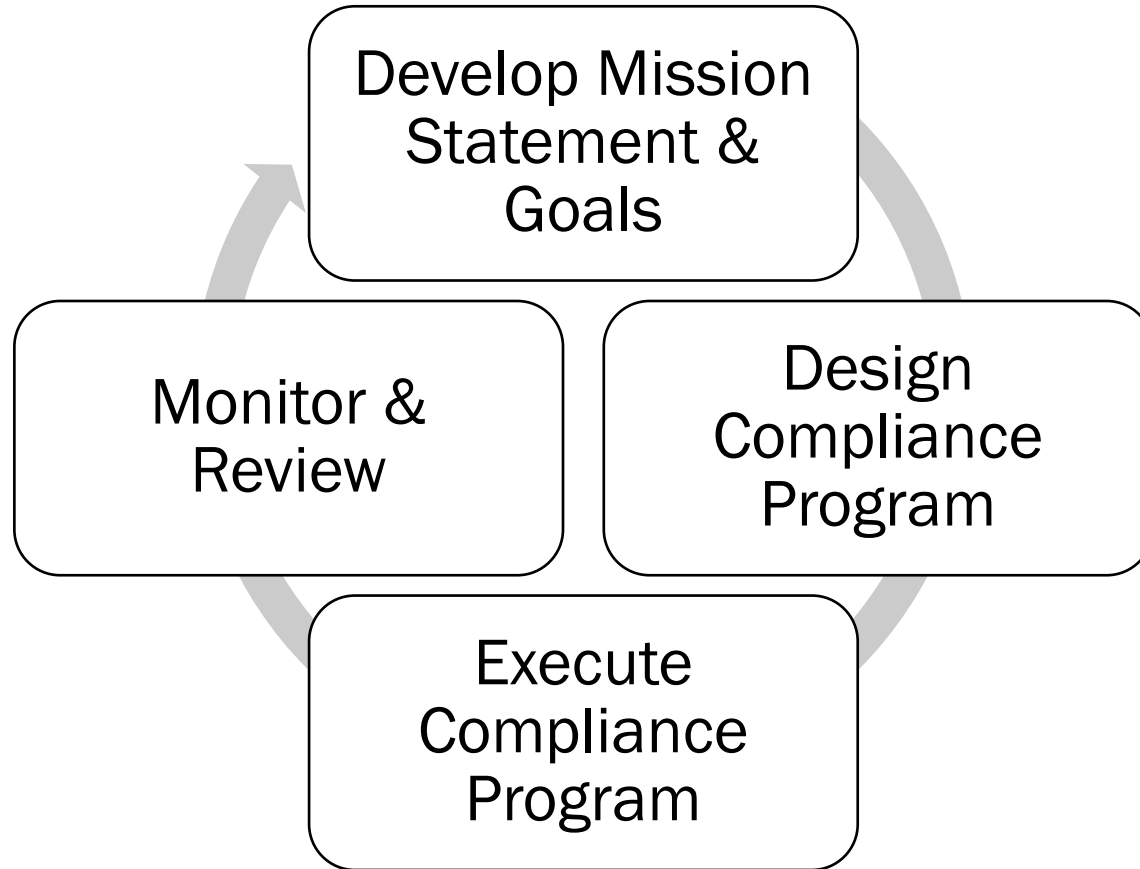 Develop Mission
Statement &
Goals
Design
Compliance
Program
Execute
Compliance
Program
Monitor &
Review